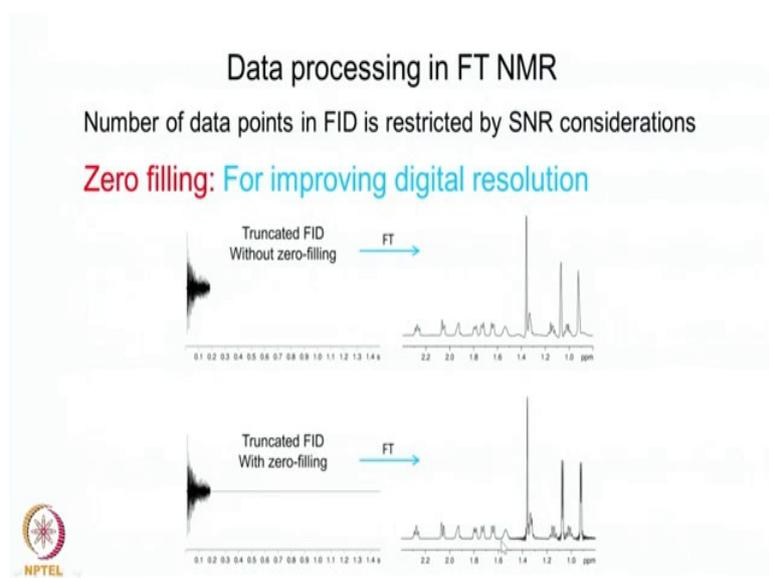 Data processing in FT NMR
Number of data points in FID is restricted by SNR considerations
Zero filling: For improving digital resolution
Truncated FID
Without zero-filling
FT
0.1 0.2 0.3 0.4 0.5 0.6 0.7 0.8 0.9 1.0 1.1 1.2 1.3 1.4 s
2.2 2.0 1.8 1.6 1.4 1.2 1.0 ppm
Truncated FID
With zero-filling
FT
0.1 0.2 0.3 0.4 0.5 0.6 0.7 0.8 0.9 1.0 1.1 1.2 1.3 1.4 s
2.2 2.0 1.8 1.6 1.4 1.2 1.0 ppm
NPTEL